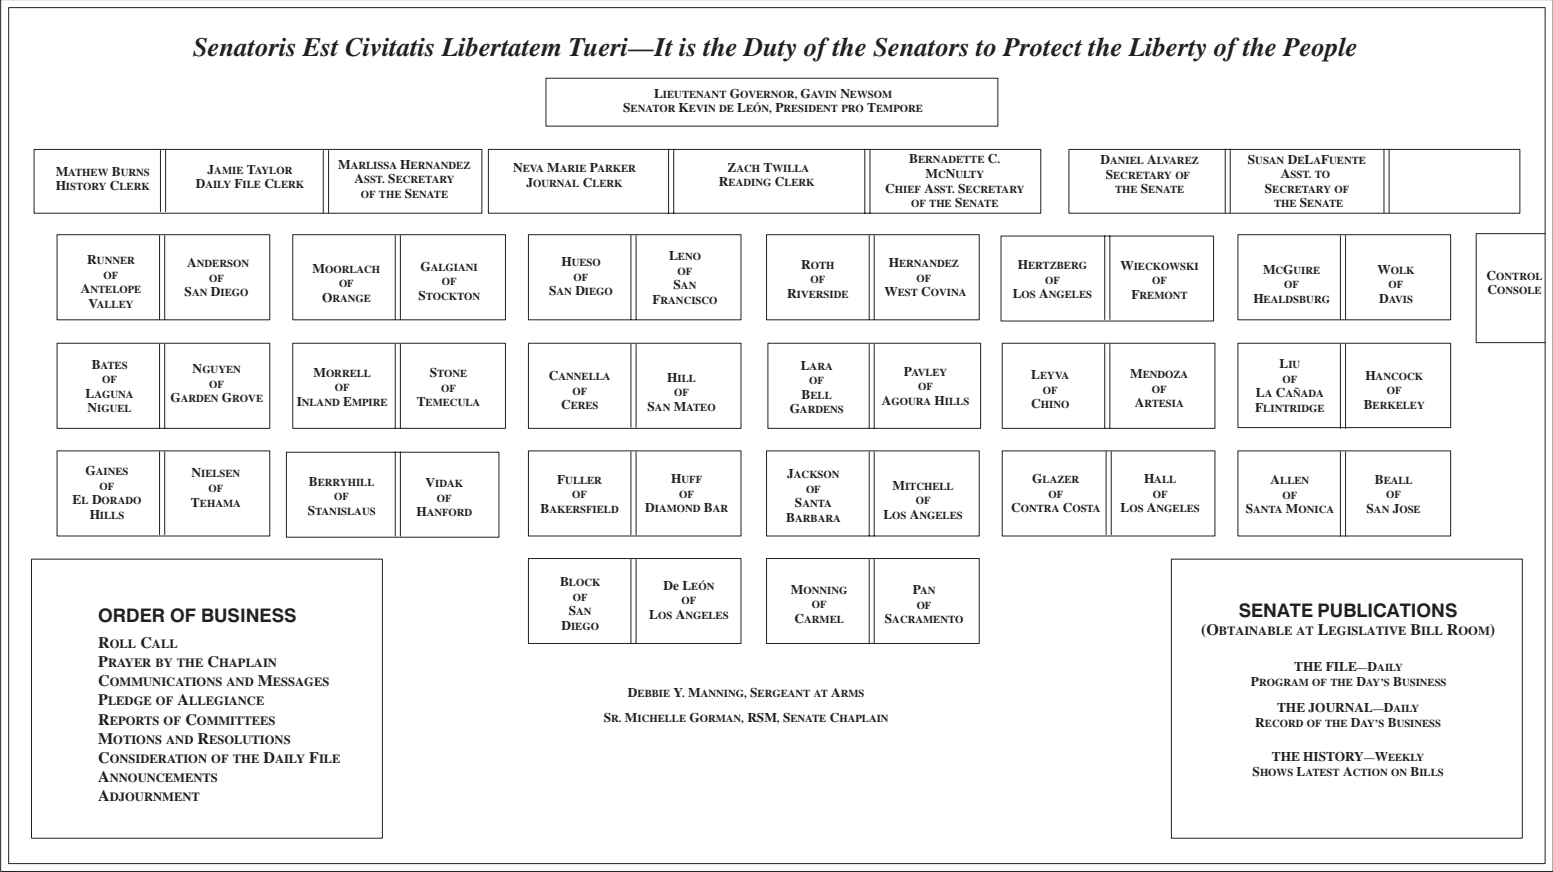 Senatoris Est Civitatis Libertatem Tueri—It is the Duty of the Senators to Protect the Liberty of the People
Lieutenant Governor, Gavin Newsom
Senator Kevin de León, President pro Tempore
Mathew Burns
History Clerk
Jamie Taylor
Daily File Clerk
Marlissa Hernandez
Asst. Secretary
of the Senate
Neva Marie Parker
Journal Clerk
Zach Twilla
Reading Clerk
Bernadette C.
McNulty
Chief Asst. Secretary
of the Senate
Daniel Alvarez
Secretary of
the Senate
Susan DeLaFuente
Asst. to
Secretary of
the Senate
Runner
of
Antelope
Valley
Anderson
of
San Diego
Moorlach
of
Orange
Galgiani
of
Stockton
Hueso
of
San Diego
Leno
of
San
Francisco
Roth
of
Riverside
Hernandez
of
West Covina
Hertzberg
of
Los Angeles
Wieckowski
of
Fremont
McGuire
of
Healdsburg
Wolk
of
Davis
Control
Console
Bates
of
Laguna
Niguel
Nguyen
of
Garden Grove
Morrell
of
Inland Empire
Stone
of
Temecula
Cannella
of
Ceres
Hill
of
San Mateo
Lara
of
Bell
Gardens
Pavley
of
Agoura Hills
Leyva
of
Chino
Mendoza
of
Artesia
Liu
of
La Cañada
Flintridge
Hancock
of
Berkeley
Gaines
of
El Dorado
Hills
Nielsen
of
Tehama
Berryhill
of
Stanislaus
Vidak
of
Hanford
Fuller
of
Bakersfield
Huff
of
Diamond Bar
Jackson
of
Santa
Barbara
Mitchell
of
Los Angeles
Glazer
of
Contra Costa
Hall
of
Los Angeles
Allen
of
Santa Monica
Beall
of
San Jose
Block
of
San
Diego
De León
of
Los Angeles
Monning
of
Carmel
Pan
of
Sacramento
ORDER OF BUSINESS
Roll Call
Prayer by the Chaplain
Communications and Messages
Pledge of Allegiance
Reports of Committees
Motions and Resolutions
Consideration of the Daily File
Announcements
Adjournment
Debbie Y. Manning, Sergeant at Arms
Sr. Michelle Gorman, RSM, Senate Chaplain
SENATE PUBLICATIONS
(Obtainable at Legislative Bill Room)
THE FILE—Daily
Program of the Day's Business
THE JOURNAL—Daily
Record of the Day's Business
THE HISTORY—Weekly
Shows Latest Action on Bills